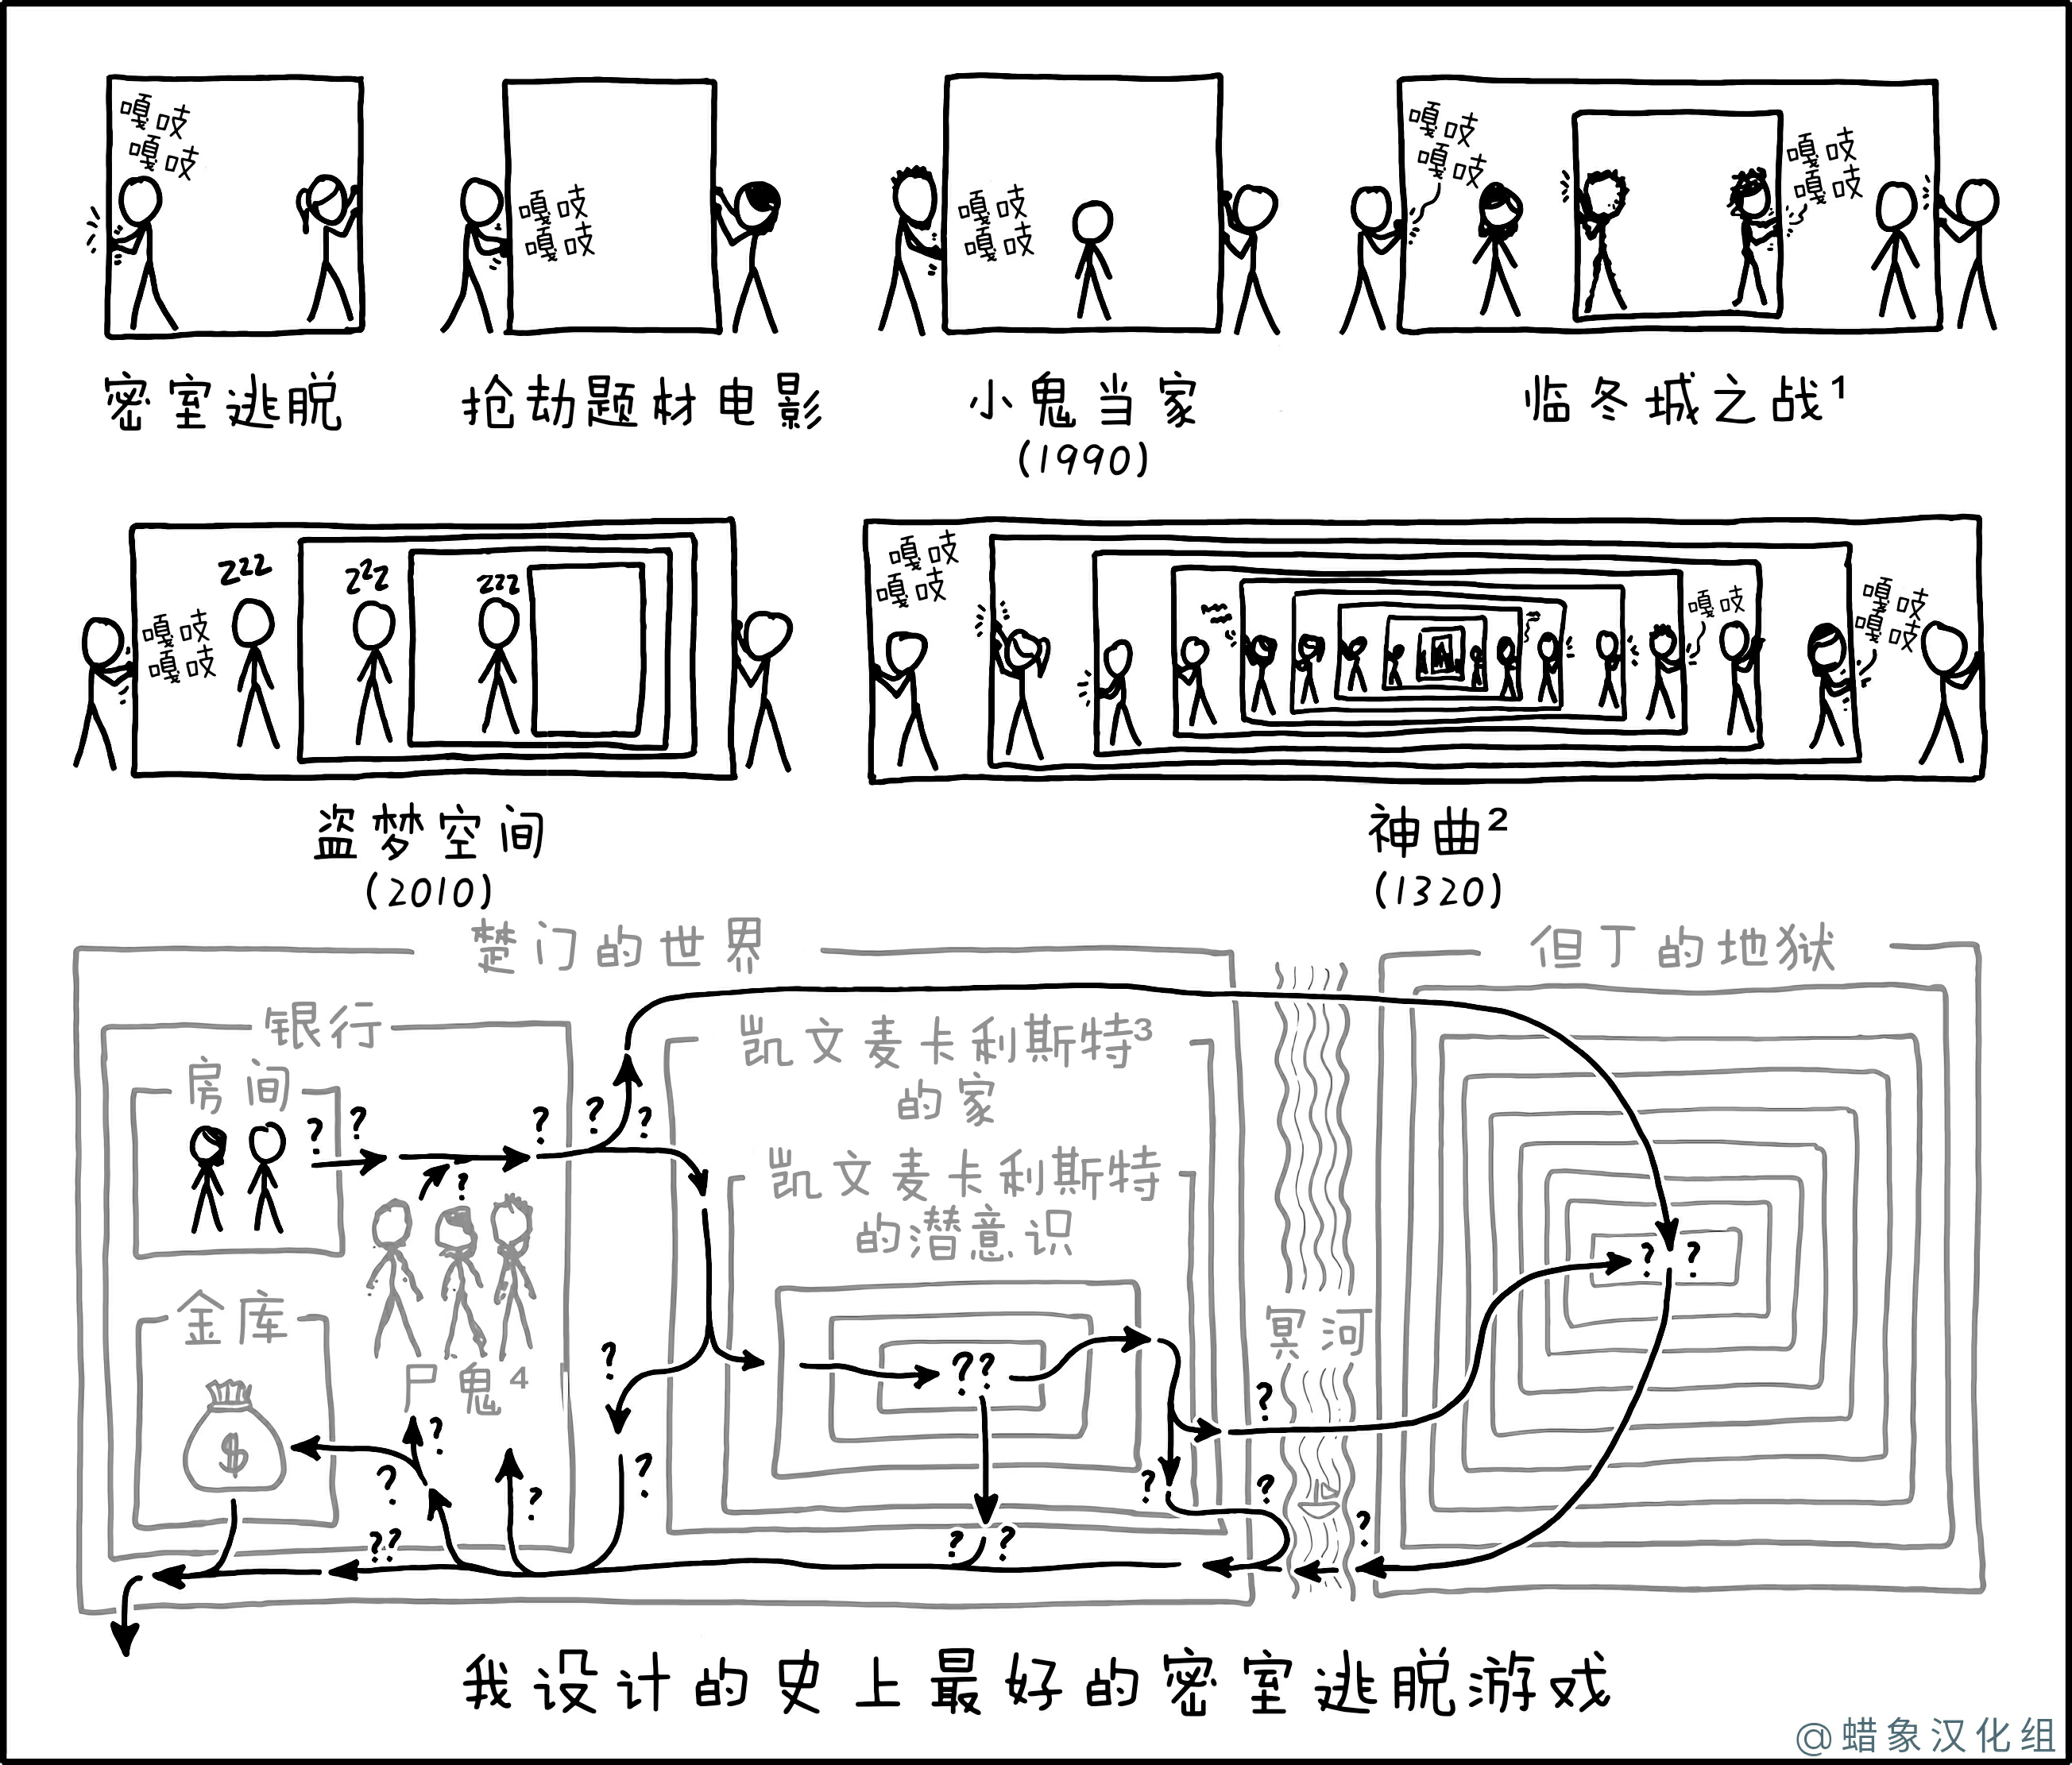 嘎吱
嘎吱
密室逃脱
嘎吱
嘎吱
抢劫题材电影
嘎吱
嘎吱
小鬼当家
(1990)
嘎吱
嘎吱
嘎吱
嘎吱
临冬城之战¹
嘎吱
嘎吱
zzz
zzz
zzz
盗梦空间
(2010)
嘎吱
嘎吱
嘎吱
嘎吱
嘎吱
神曲²
(1320)
楚门的世界
但丁的地狱
银行
房间
凯文麦卡利斯特³
的家
? ? ? ? ?
凯文麦卡利斯特
的潜意识
?
? ?
金库
冥河
尸鬼⁴
$
?
??
?
?
?
?
?
?
?
?
?
??
? ?
我设计的史上最好的密室逃脱游戏
@蜡象汉化组